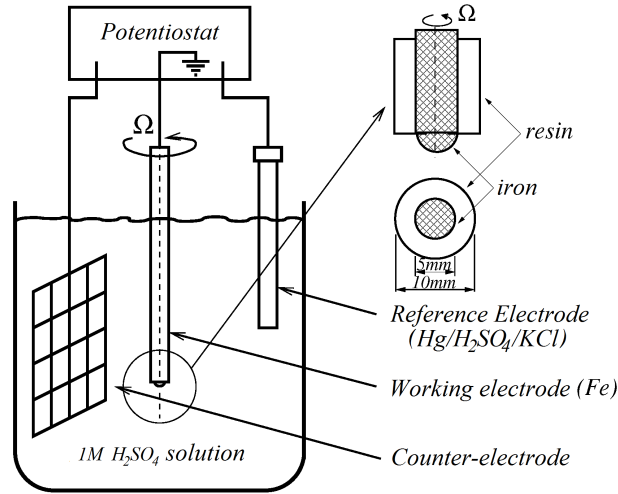 Potentiostat
Ω
Ω
resin
iron
5mm
10mm
Reference Electrode
(Hg/H₂SO₄/KCl)
Working electrode (Fe)
Counter-electrode
1M H₂SO₄ solution